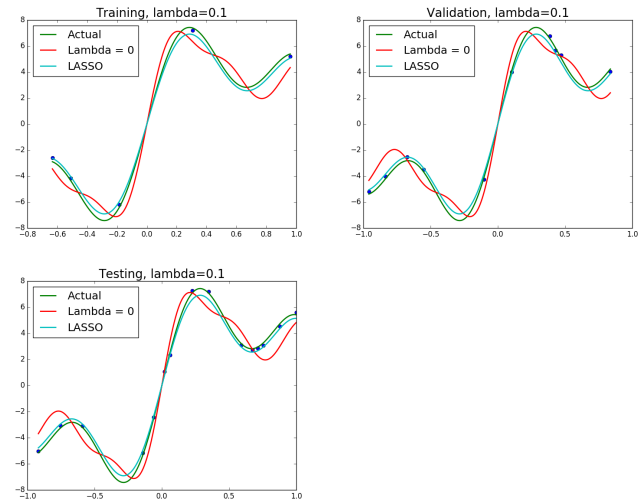 Training, lambda=0.1
Actual
Lambda = 0
LASSO
8
6
4
2
0
−2
−4
−6
−8
−0.8 −0.6 −0.4 −0.2 0.0 0.2 0.4 0.6 0.8 1.0
Validation, lambda=0.1
Actual
Lambda = 0
LASSO
8
6
4
2
0
−2
−4
−6
−8
−1.0 −0.5 0.0 0.5 1.0
Testing, lambda=0.1
Actual
Lambda = 0
LASSO
8
6
4
2
0
−2
−4
−6
−8
−1.0 −0.5 0.0 0.5 1.0